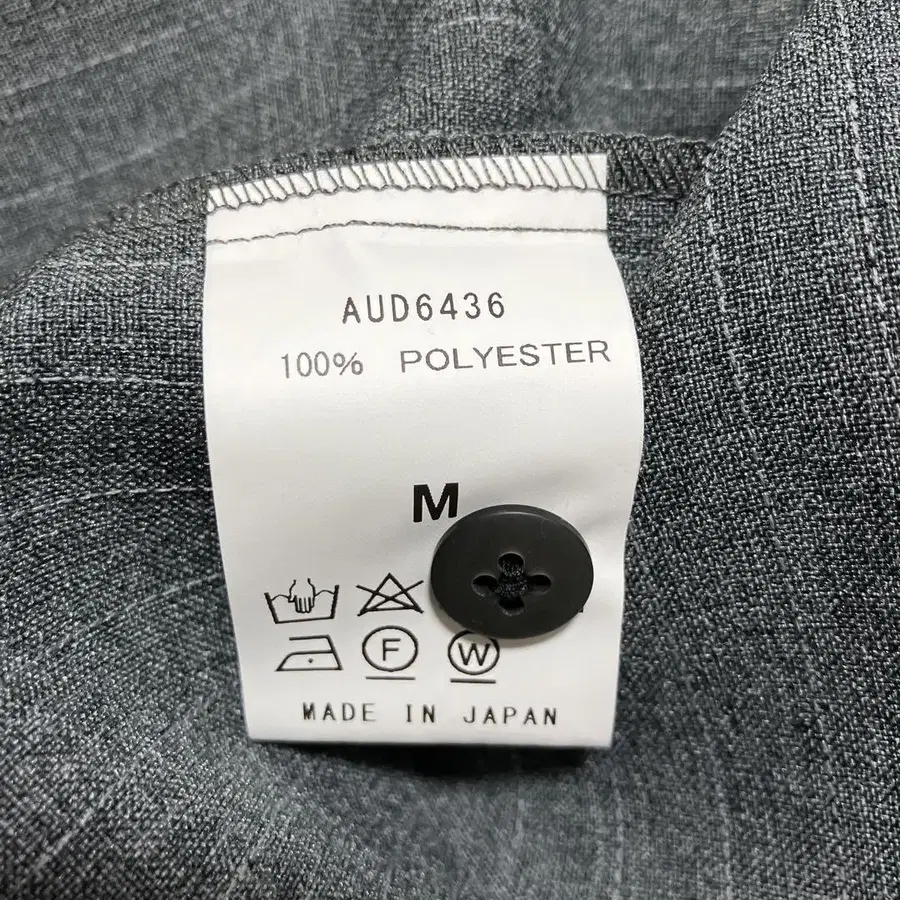 AUD6436
100% POLYESTER
M
F W
MADE IN JAPAN